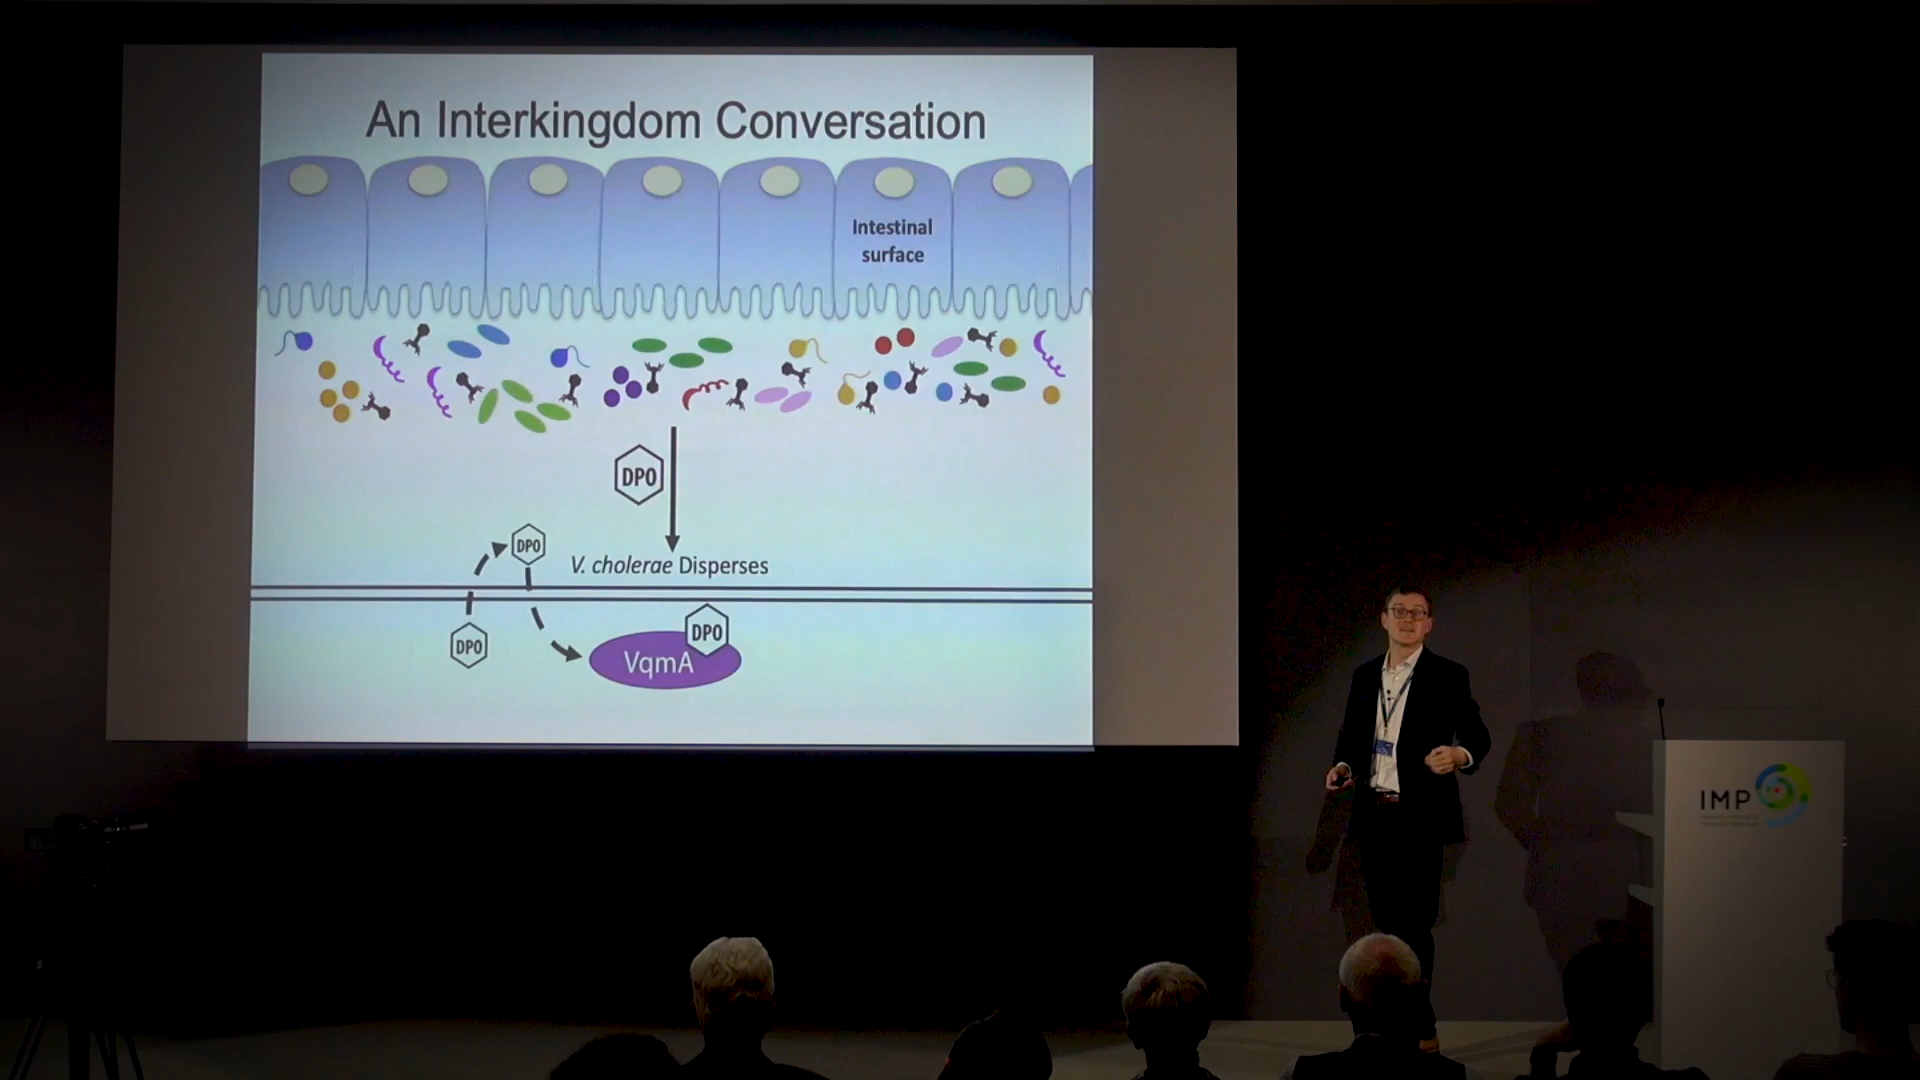 An Interkingdom Conversation
Intestinal
surface
DPO
DPO
V. cholerae Disperses
DPO
DPO
VqmA
IMP